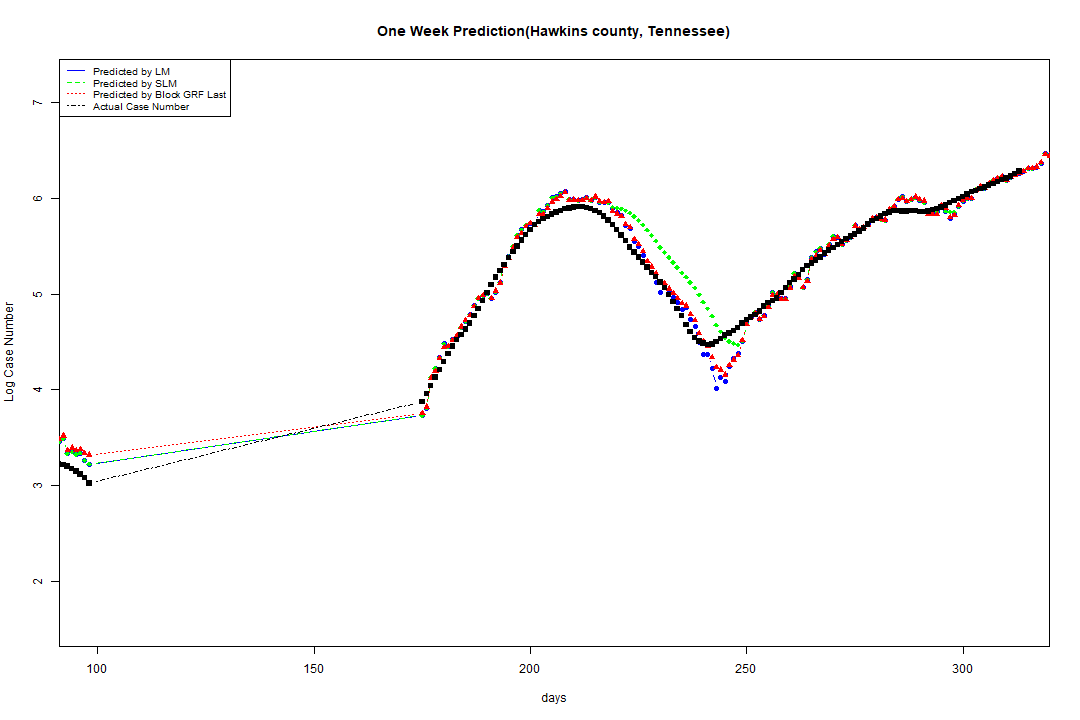 One Week Prediction(Hawkins county, Tennessee)
Predicted by LM
Predicted by SLM
Predicted by Block GRF Last
Actual Case Number
7
6
5
4
3
2
Log Case Number
100 150 200 250 300
days